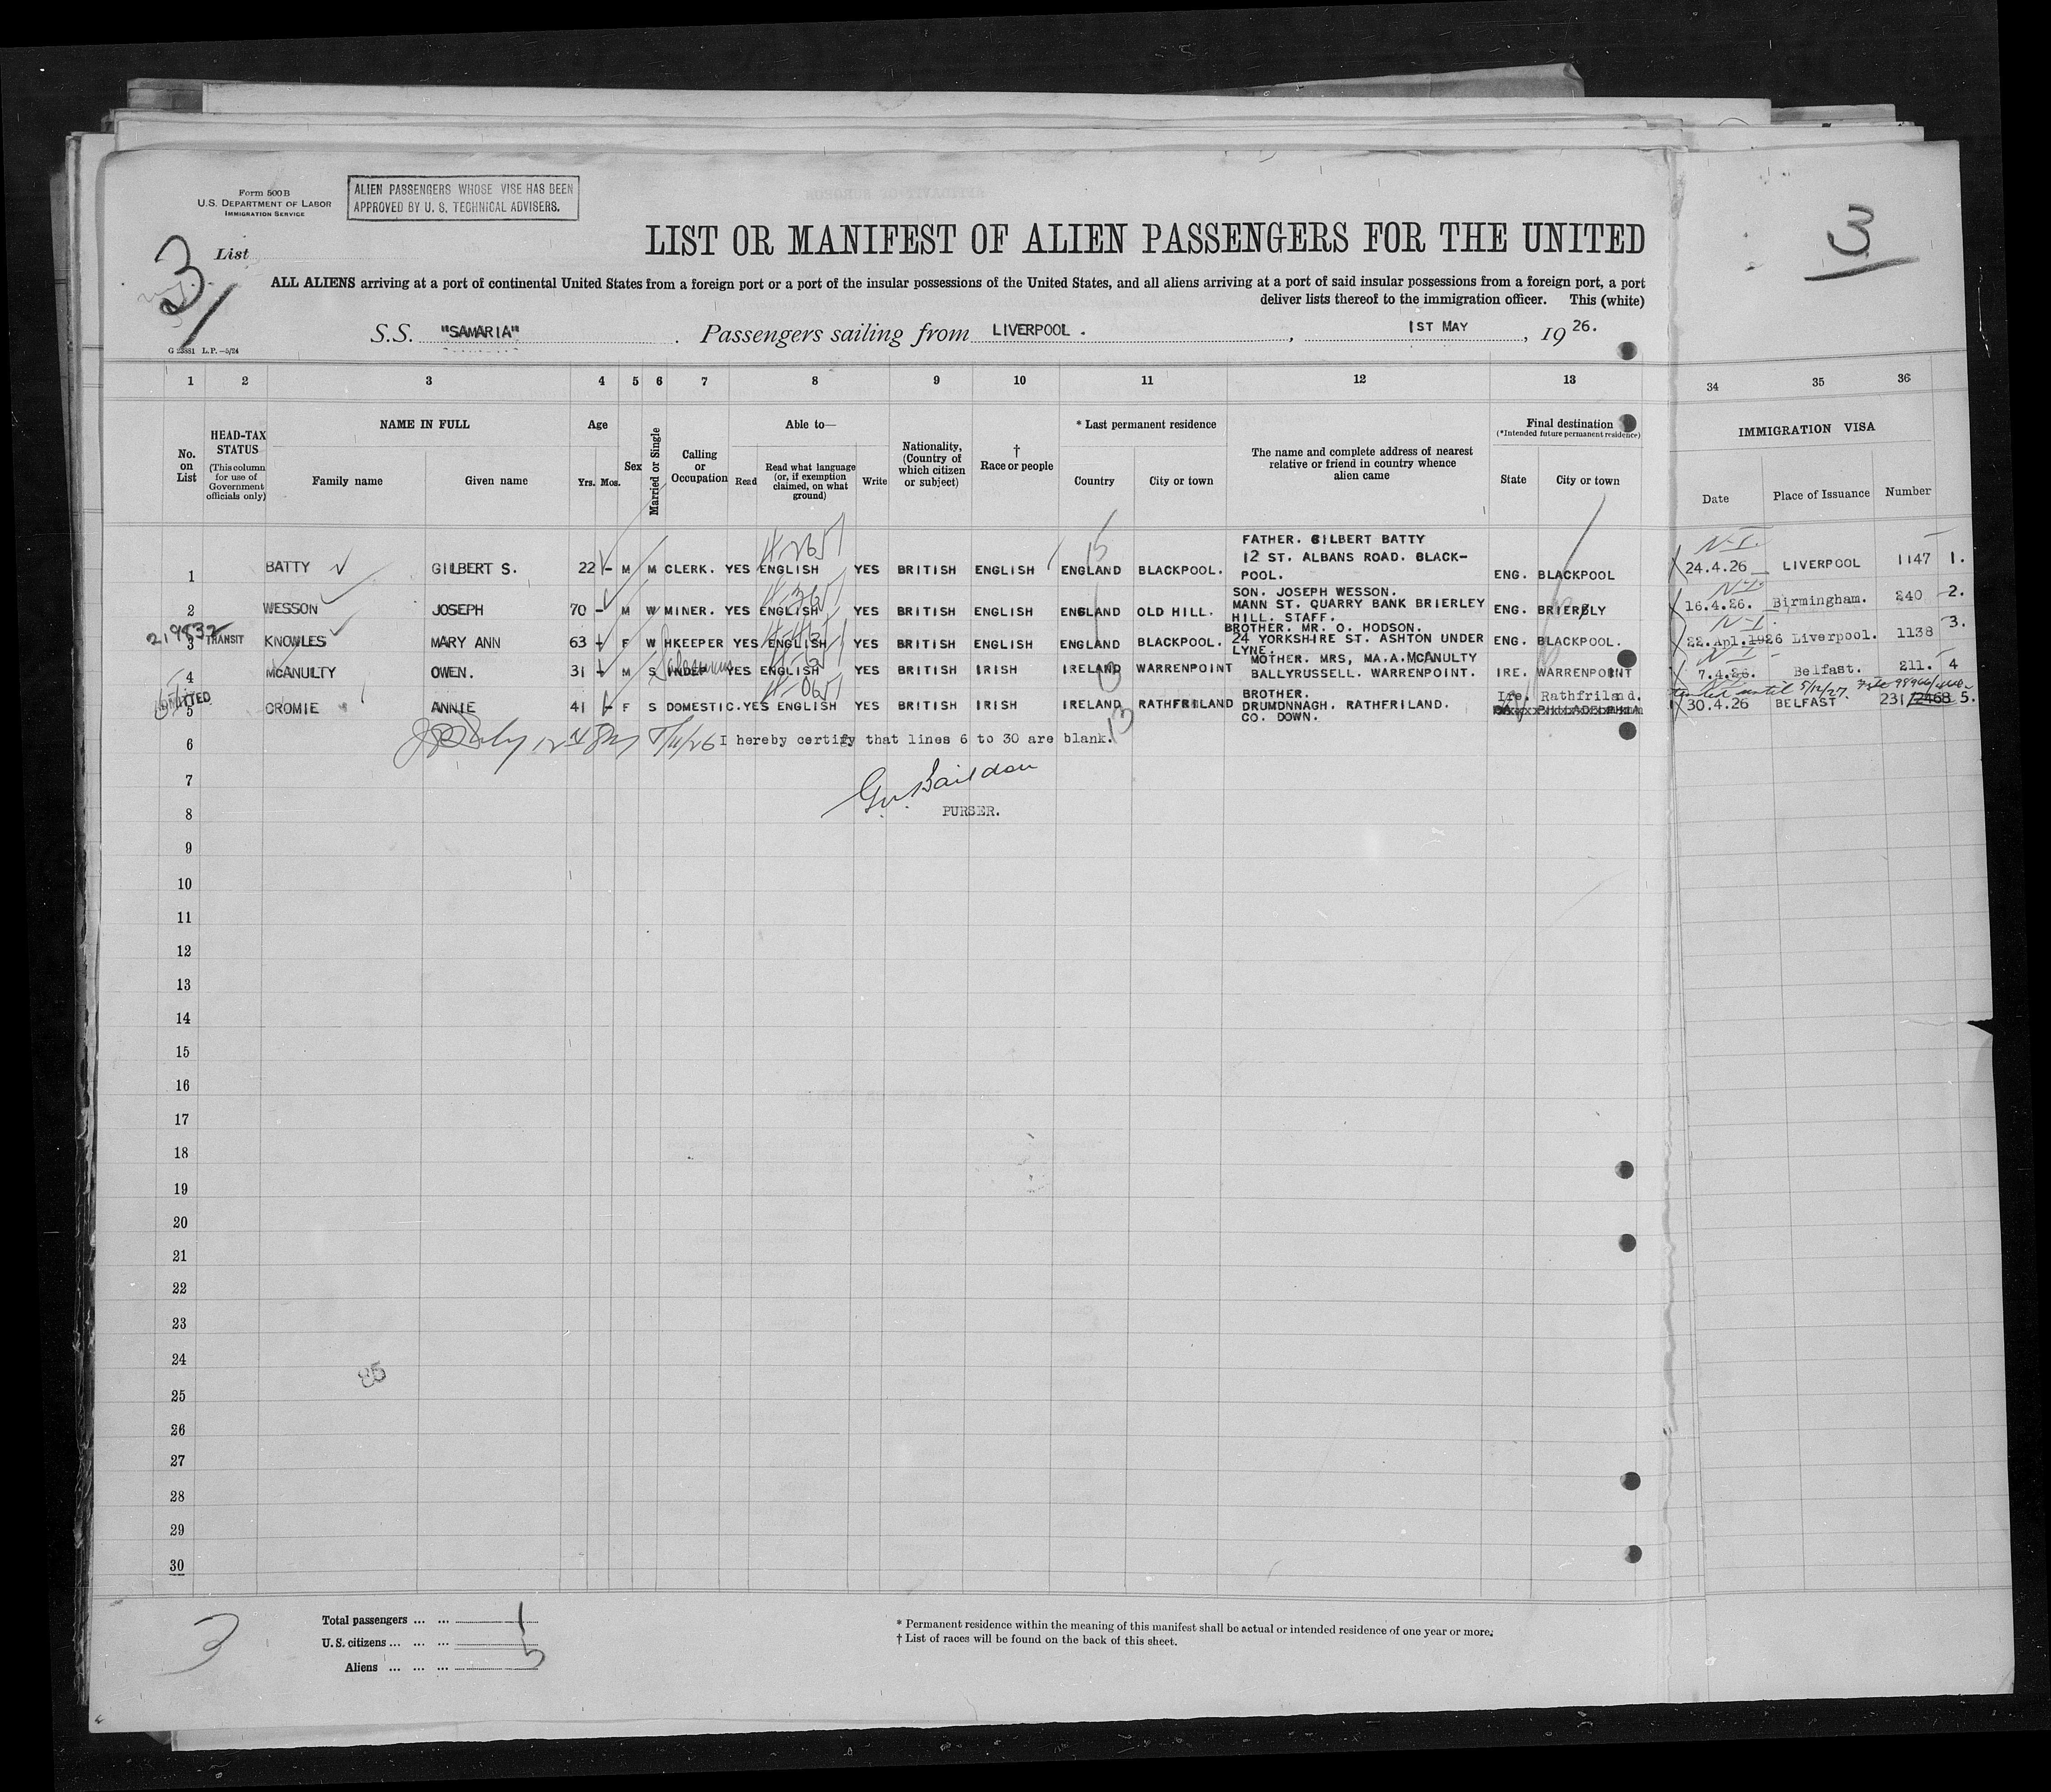 Form 500 B
U.S. DEPARTMENT OF LABOR
IMMIGRATION SERVICE
ALIEN PASSENGERS WHOSE VISE HAS BEEN
APPROVED BY U. S. TECHNICAL ADVISERS.
3
3
List
LIST OR MANIFEST OF ALIEN PASSENGERS FOR THE UNITED
ALL ALIENS arriving at a port of continental United States from a foreign port or a port of the insular possessions of the United States, and all aliens arriving at a port of said insular possessions from a foreign port, a port
deliver lists thereof to the immigration officer. This (white)
S.S. "SAMARIA" . Passengers sailing from LIVERPOOL . , 1ST MAY , 19 26.
G 23881 L.P.—5/24
1 2 3 4 5 6 7 8 9 10 11 12 13 34 35 36
No. on List
HEAD-TAX STATUS
(This column for use of Government officials only)
NAME IN FULL
Family name Given name
Age
Yrs. Mos.
Sex
Married or Single
Calling or Occupation
Able to—
Read
Read what language (or, if exemption claimed, on what ground)
Write
Nationality, (Country of which citizen or subject)
† Race or people
* Last permanent residence
Country City or town
The name and complete address of nearest relative or friend in country whence alien came
Final destination
(*Intended future permanent residence)
State City or town
IMMIGRATION VISA
Date Place of Issuance Number
1 BATTY GILBERT S. 22 - M M CLERK. YES ENGLISH YES BRITISH ENGLISH ENGLAND BLACKPOOL. FATHER. GILBERT BATTY 12 ST. ALBANS ROAD. BLACK-POOL. ENG. BLACKPOOL N-I. 24.4.26 LIVERPOOL 1147 1.
2 WESSON JOSEPH 70 - M W MINER. YES ENGLISH YES BRITISH ENGLISH ENGLAND OLD HILL. SON. JOSEPH WESSON. MANN ST. QUARRY BANK BRIERLEY HILL. STAFF. ENG. N-I. 16.4.26. Birmingham. 240 2.
219832 3 TRANSIT KNOWLES MARY ANN 63 F W HKEEPER YES ENGLISH YES BRITISH ENGLISH ENGLAND BLACKPOOL. BROTHER. MR. O. HODSON. 24 YORKSHIRE ST. ASHTON UNDER LYNE. ENG. BLACKPOOL. N-I. 22.Apl.1926 Liverpool. 1138 3.
4 McANULTY OWEN. 31 M S INDEP Salesman YES ENGLISH YES BRITISH IRISH IRELAND WARRENPOINT MOTHER. MRS, MA.A.McANULTY BALLYRUSSELL. WARRENPOINT. IRE. WARRENPOINT N-I 7.4.26. Belfast. 211. 4
5 CROMIE ANNIE 41 - F S DOMESTIC. YES ENGLISH YES BRITISH IRISH IRELAND RATHFRILAND BROTHER. DRUMDNNAGH. RATHFRILAND. CO. DOWN. Ire. Rathfriland. 30.4.26 BELFAST 231 2468 5.
6 I hereby certify that lines 6 to 30 are blank.
7
PURSER.
8
9
10
11
12
13
14
15
16
17
18
19
20
21
22
23
24
85
25
26
27
28
29
30
3
Total passengers ... ...
U. S. citizens ... ... ...
Aliens ... ... ... 5
* Permanent residence within the meaning of this manifest shall be actual or intended residence of one year or more.
† List of races will be found on the back of this sheet.